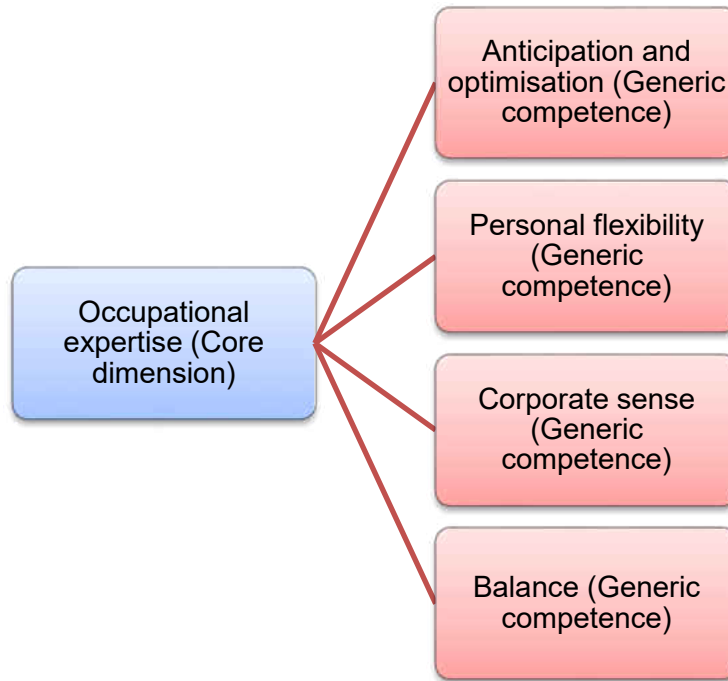 Anticipation and
optimisation (Generic
competence)
Personal flexibility
(Generic
competence)
Occupational
expertise (Core
dimension)
Corporate sense
(Generic
competence)
Balance (Generic
competence)